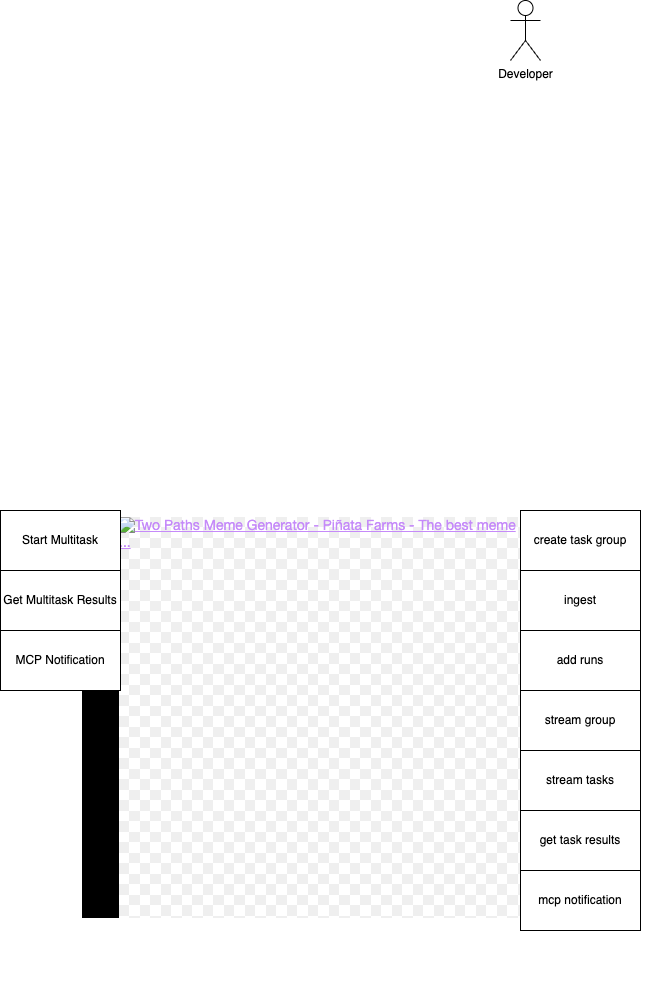 Developer
Start Multitask
Get Multitask Results
MCP Notification
Two Paths Meme Generator - Piñata Farms - The best meme
...
create task group
ingest
add runs
stream group
stream tasks
get task results
mcp notification